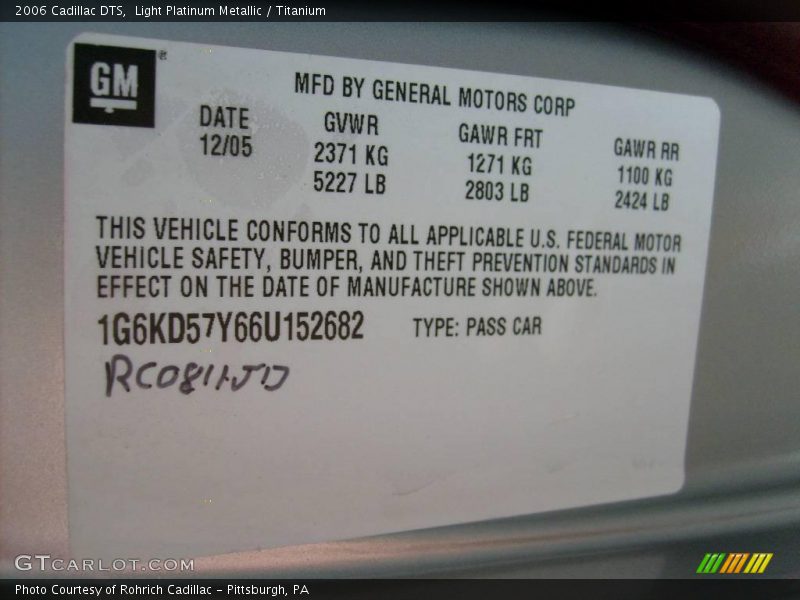 2006 Cadillac DTS, Light Platinum Metallic / Titanium
GM ®
MFD BY GENERAL MOTORS CORP
DATE GVWR GAWR FRT GAWR RR
12/05 2371 KG 1271 KG 1100 KG
5227 LB 2803 LB 2424 LB
THIS VEHICLE CONFORMS TO ALL APPLICABLE U.S. FEDERAL MOTOR
VEHICLE SAFETY, BUMPER, AND THEFT PREVENTION STANDARDS IN
EFFECT ON THE DATE OF MANUFACTURE SHOWN ABOVE.
1G6KD57Y66U152682 TYPE: PASS CAR
GTCARLOT.COM
Photo Courtesy of Rohrich Cadillac - Pittsburgh, PA